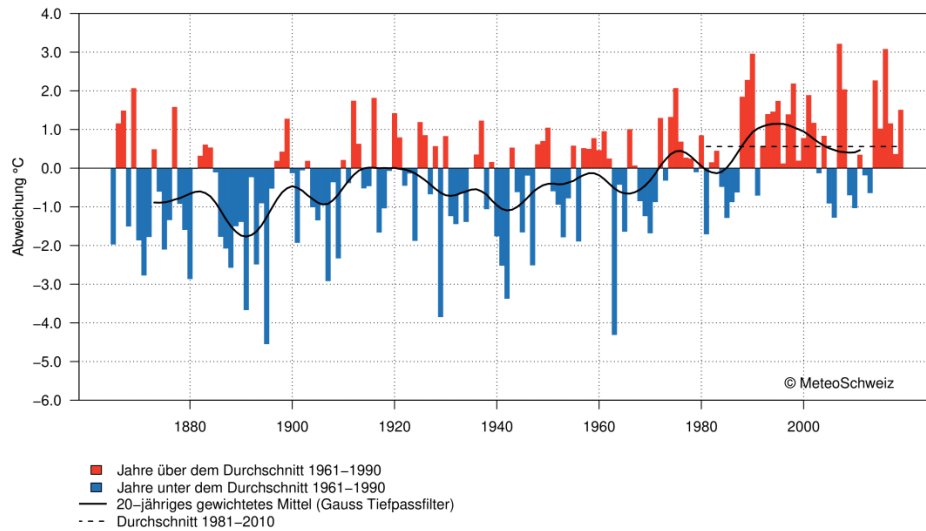 4.0
3.0
2.0
1.0
0.0
−1.0
−2.0
−3.0
−4.0
−5.0
−6.0
Abweichung °C
© MeteoSchweiz
1880 1900 1920 1940 1960 1980 2000
Jahre über dem Durchschnitt 1961−1990
Jahre unter dem Durchschnitt 1961−1990
20−jähriges gewichtetes Mittel (Gauss Tiefpassfilter)
Durchschnitt 1981−2010